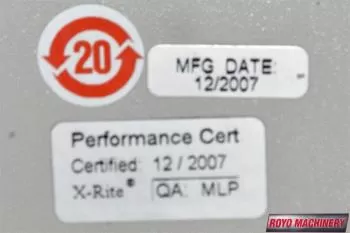 20
MFG DATE:
12/2007
Performance Cert
Certified: 12/2007
X-Rite® QA: MLP
ROYO MACHINERY